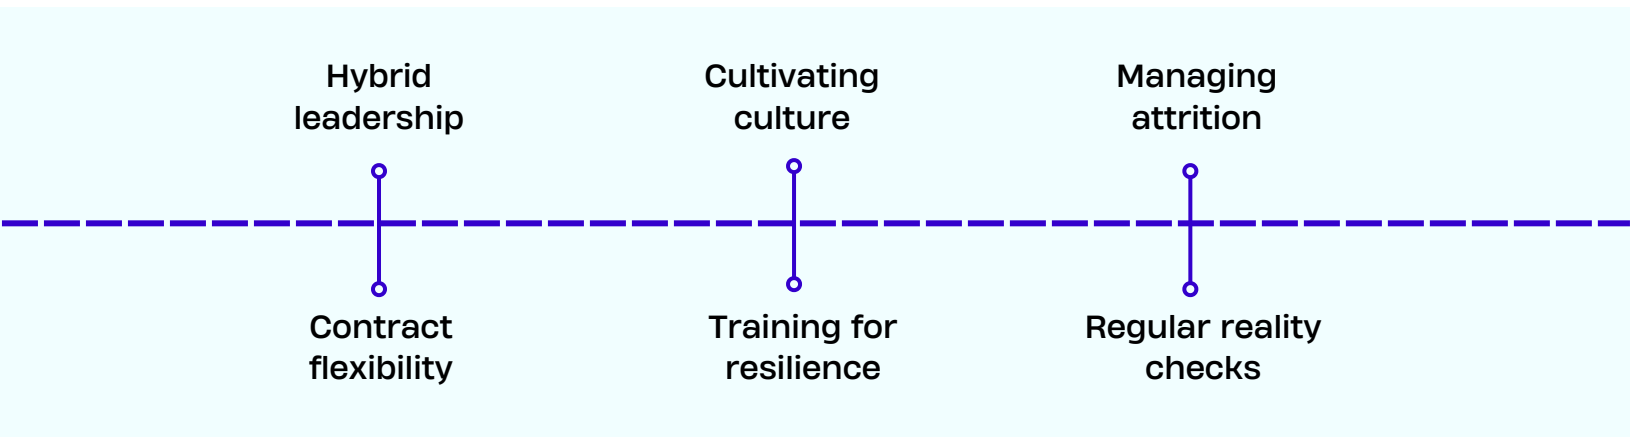 Hybrid
leadership
Cultivating
culture
Managing
attrition
Contract
flexibility
Training for
resilience
Regular reality
checks